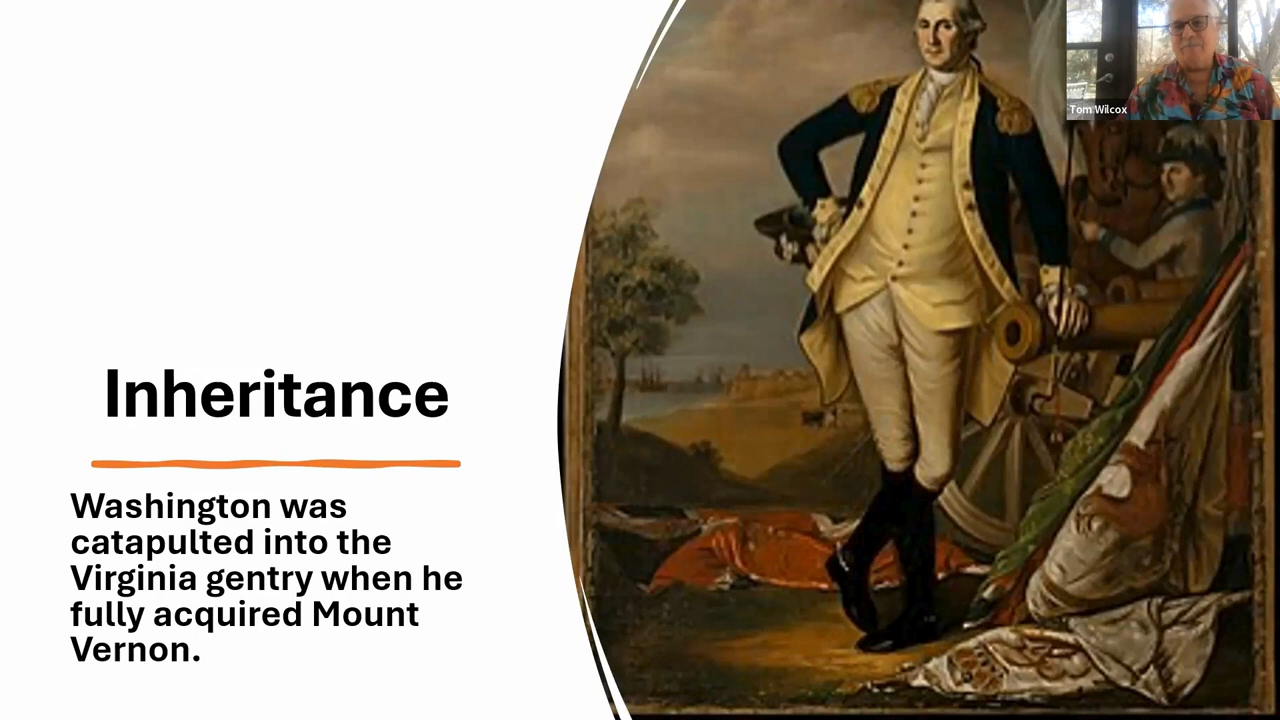 Tom Wilcox
Inheritance
Washington was
catapulted into the
Virginia gentry when he
fully acquired Mount
Vernon.